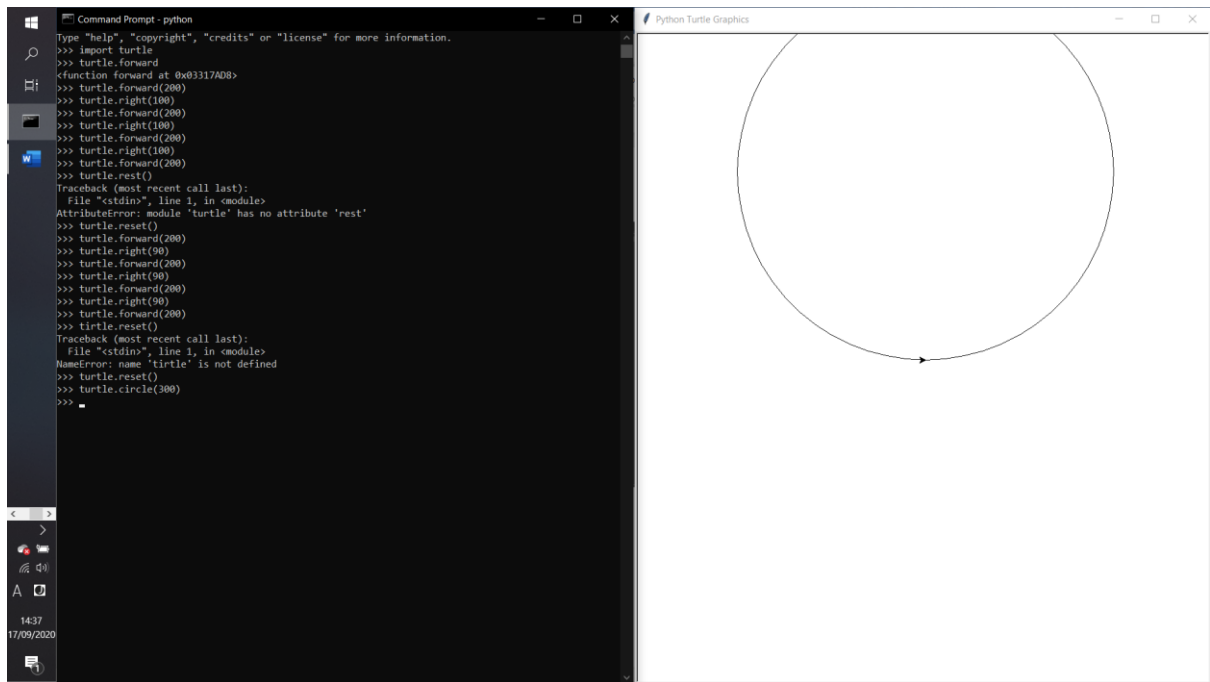 Command Prompt - python
Type "help", "copyright", "credits" or "license" for more information.
>>> import turtle
>>> turtle.forward
<function forward at 0x03317AD8>
>>> turtle.forward(200)
>>> turtle.right(100)
>>> turtle.forward(200)
>>> turtle.right(100)
>>> turtle.forward(200)
>>> turtle.right(100)
>>> turtle.forward(200)
>>> turtle.rest()
Traceback (most recent call last):
  File "<stdin>", line 1, in <module>
AttributeError: module 'turtle' has no attribute 'rest'
>>> turtle.reset()
>>> turtle.forward(200)
>>> turtle.right(90)
>>> turtle.forward(200)
>>> turtle.right(90)
>>> turtle.forward(200)
>>> turtle.right(90)
>>> turtle.forward(200)
>>> tirtle.reset()
Traceback (most recent call last):
  File "<stdin>", line 1, in <module>
NameError: name 'tirtle' is not defined
>>> turtle.reset()
>>> turtle.circle(300)
>>>
Python Turtle Graphics
W
A
14:37
17/09/2020
1